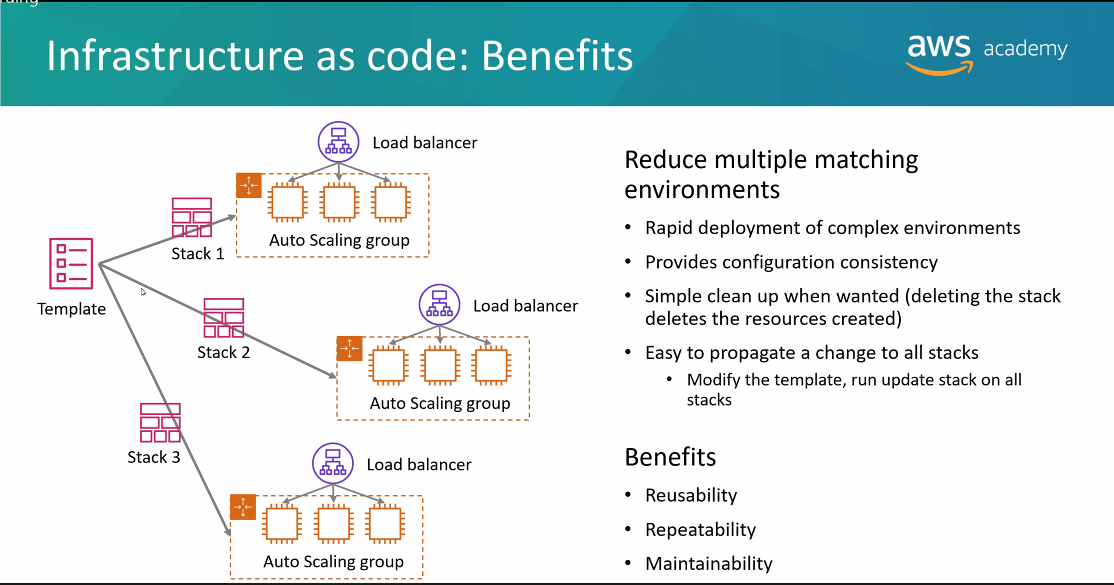 Infrastructure as code: Benefits
aws academy
Load balancer
Auto Scaling group
Stack 1
Template
Load balancer
Stack 2
Auto Scaling group
Stack 3
Load balancer
Auto Scaling group
Reduce multiple matching
environments
• Rapid deployment of complex environments
• Provides configuration consistency
• Simple clean up when wanted (deleting the stack
deletes the resources created)
• Easy to propagate a change to all stacks
• Modify the template, run update stack on all
stacks
Benefits
• Reusability
• Repeatability
• Maintainability